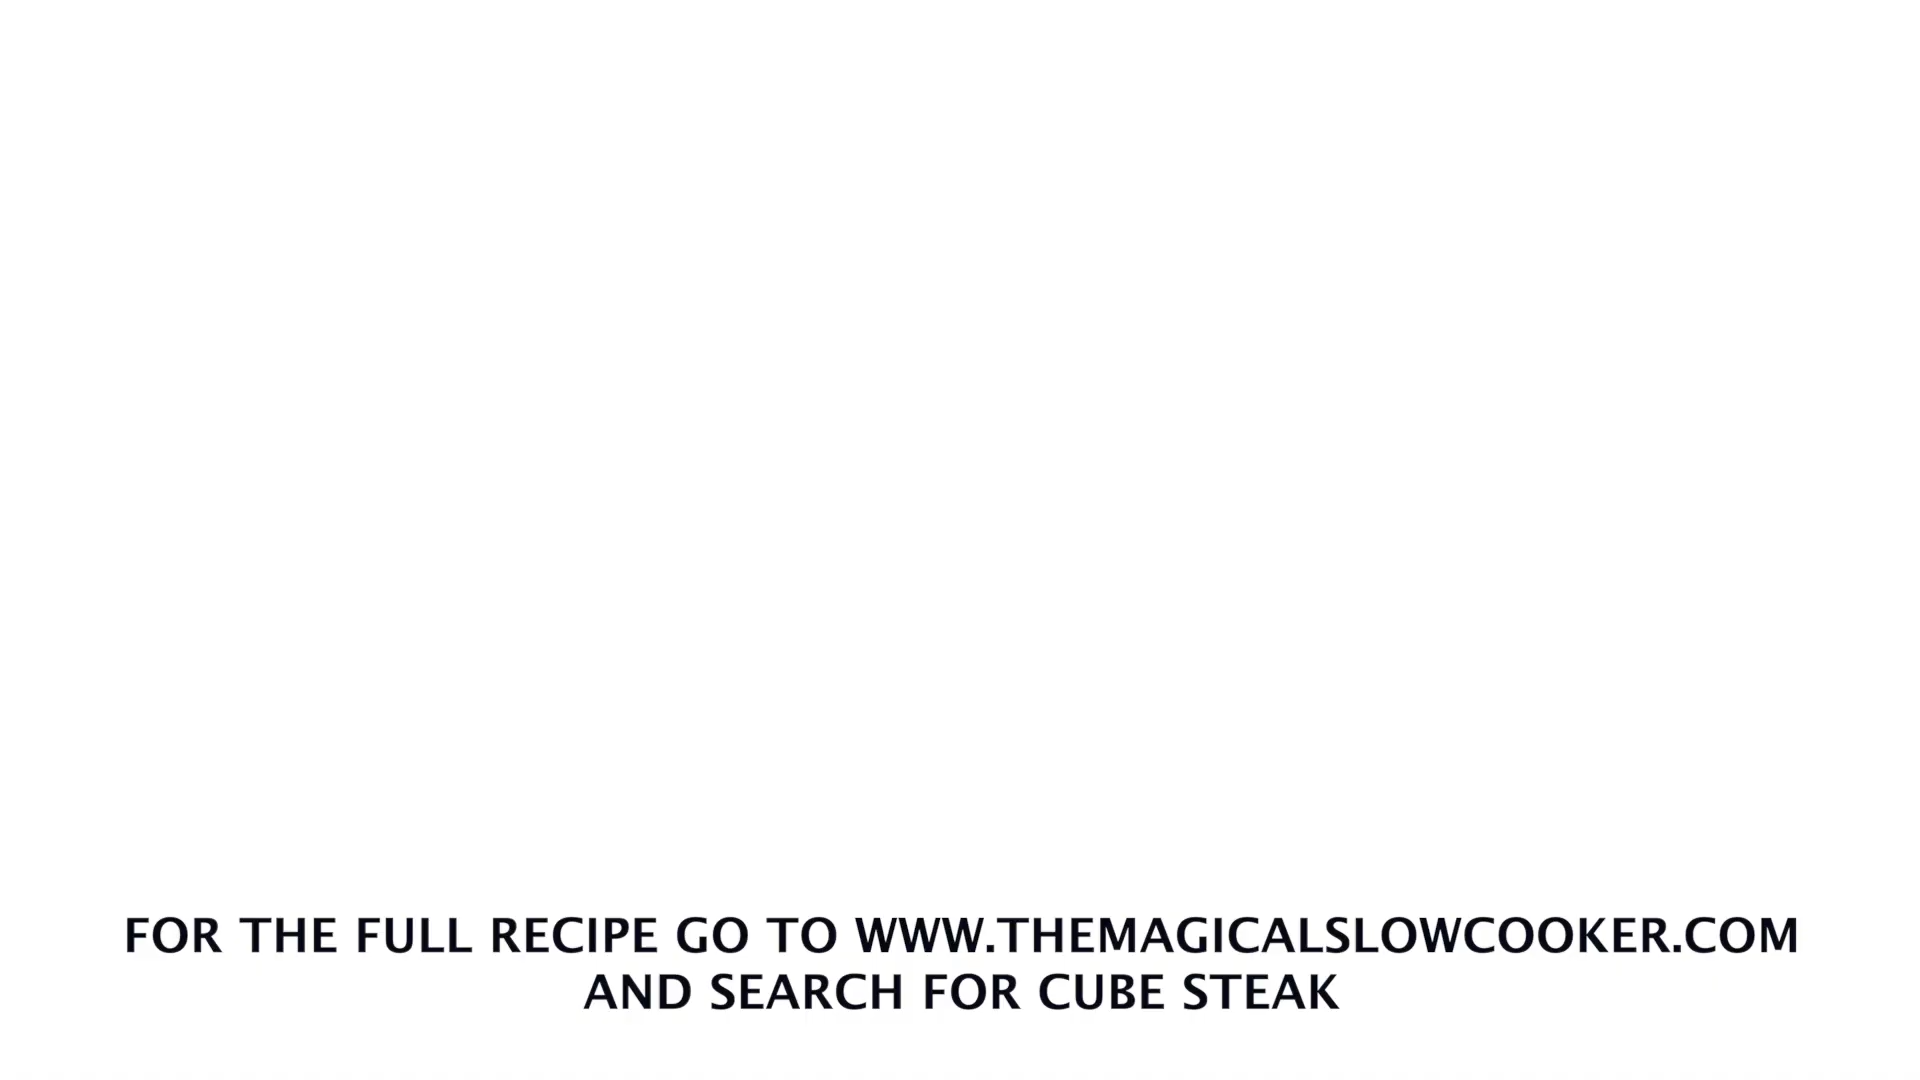 FOR THE FULL RECIPE GO TO WWW.THEMAGICALSLOWCOOKER.COM
AND SEARCH FOR CUBE STEAK